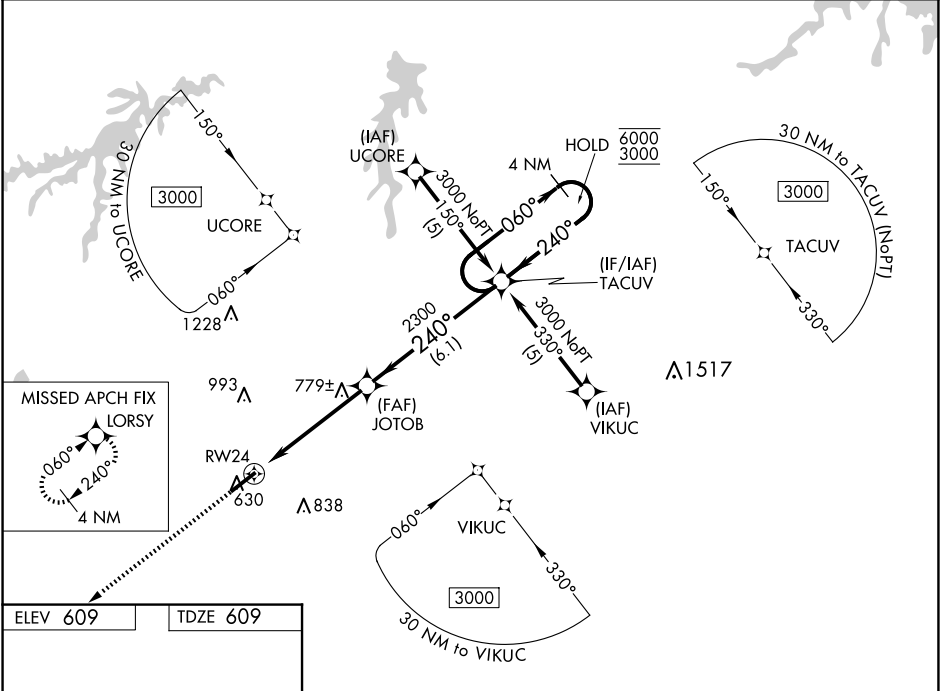 150°
30 NM to UCORE
3000
UCORE
060°
1228
(IAF)
UCORE
3000 NoPT
150°
(5)
4 NM
HOLD
6000
3000
060°
240°
(IF/IAF)
TACUV
30 NM to TACUV (NoPT)
150°
3000
TACUV
330°
2300
240°
(6.1)
3000 NoPT
330°
(5)
(IAF)
VIKUC
1517
993
779±
(FAF)
JOTOB
MISSED APCH FIX
LORSY
060°
240°
4 NM
RW24
630
838
060°
VIKUC
330°
3000
30 NM to VIKUC
ELEV 609
TDZE 609